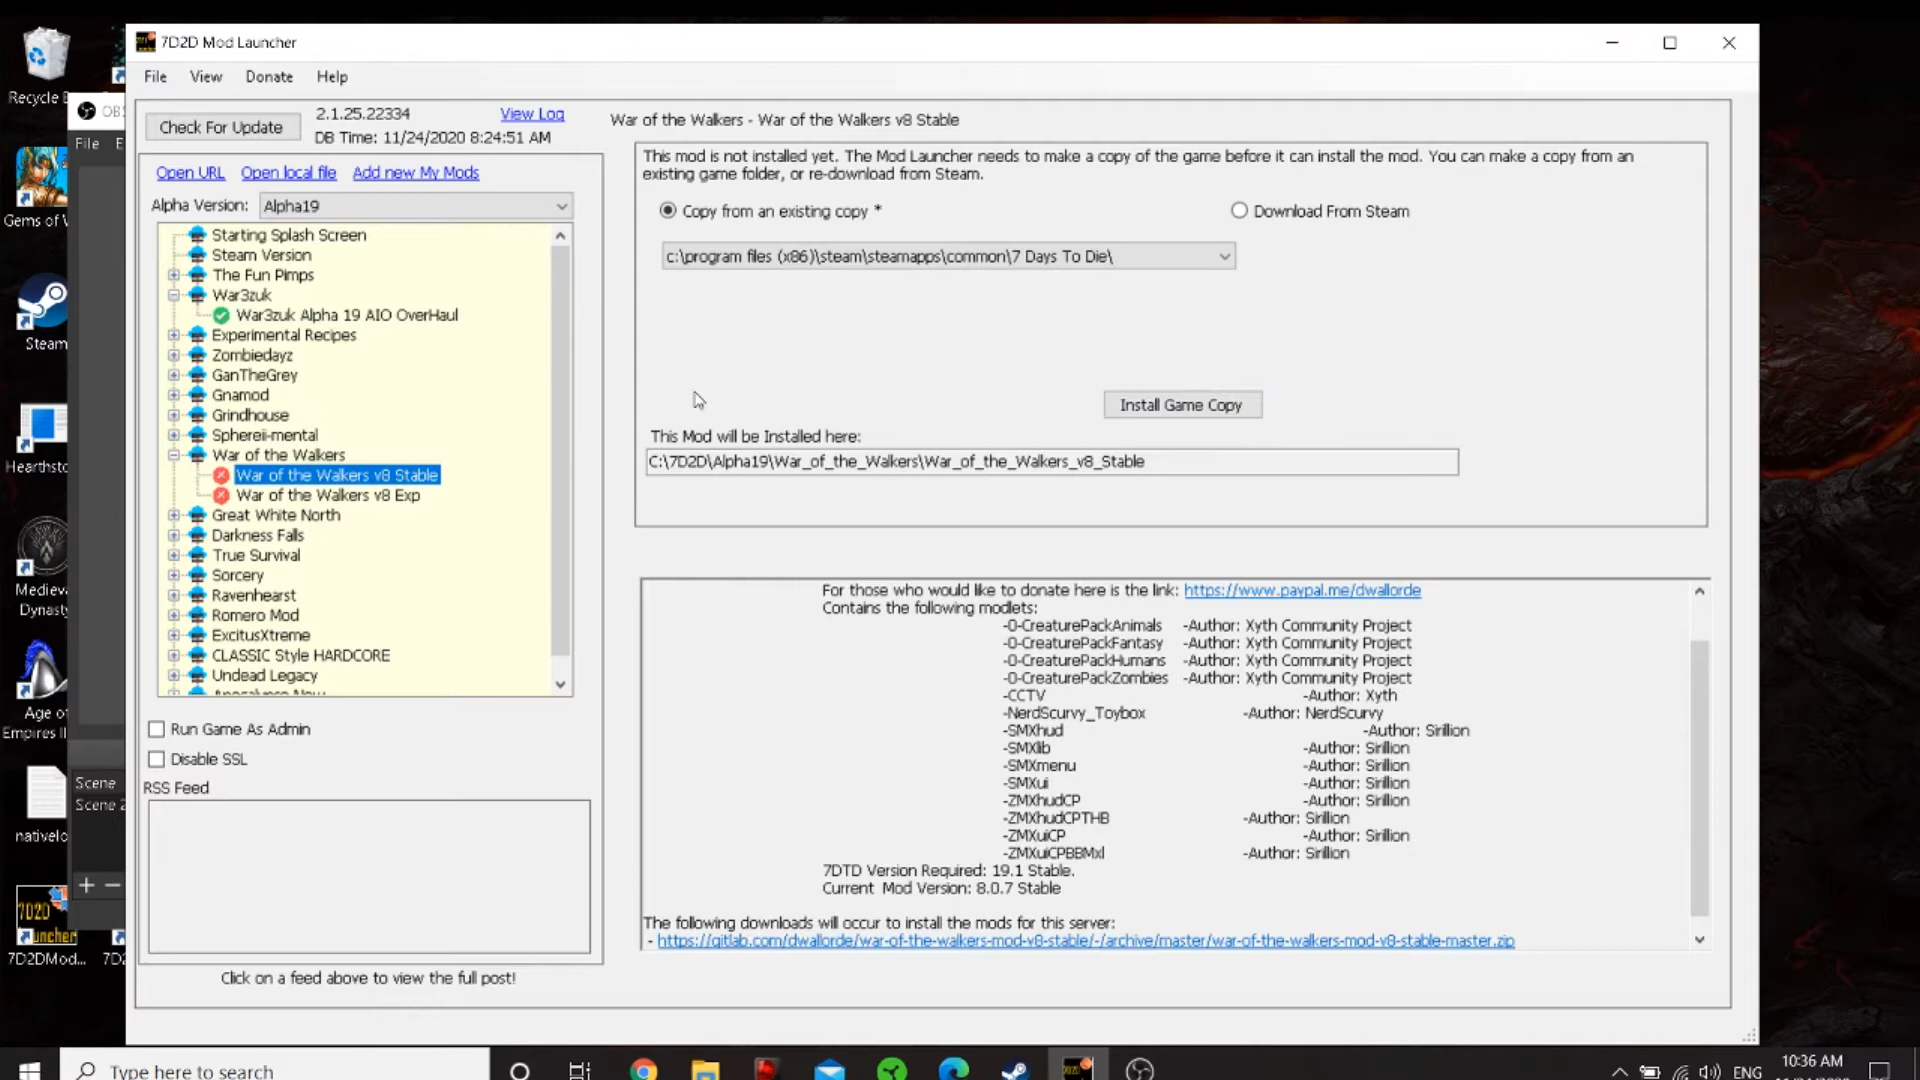 7D2D Mod Launcher
File View Donate Help
Check For Update
2.1.25.22334
View Log
DB Time: 11/24/2020 8:24:51 AM
War of the Walkers - War of the Walkers v8 Stable
Open URL Open local file Add new My Mods
Alpha Version: Alpha19
Starting Splash Screen
Steam Version
The Fun Pimps
War3zuk
War3zuk Alpha 19 AIO OverHaul
Experimental Recipes
Zombiedayz
GanTheGrey
Gnamod
Grindhouse
Sphereii-mental
War of the Walkers
War of the Walkers v8 Stable
War of the Walkers v8 Exp
Great White North
Darkness Falls
True Survival
Sorcery
Ravenhearst
Romero Mod
ExcitusXtreme
CLASSIC Style HARDCORE
Undead Legacy
Apocalypse Now
Run Game As Admin
Disable SSL
RSS Feed
Click on a feed above to view the full post!
This mod is not installed yet. The Mod Launcher needs to make a copy of the game before it can install the mod. You can make a copy from an
existing game folder, or re-download from Steam.
Copy from an existing copy *
Download From Steam
c:\program files (x86)\steam\steamapps\common\7 Days To Die\
Install Game Copy
This Mod will be Installed here:
C:\7D2D\Alpha19\War_of_the_Walkers\War_of_the_Walkers_v8_Stable
For those who would like to donate here is the link: https://www.paypal.me/dwallorde
Contains the following modlets:
-0-CreaturePackAnimals -Author: Xyth Community Project
-0-CreaturePackFantasy -Author: Xyth Community Project
-0-CreaturePackHumans -Author: Xyth Community Project
-0-CreaturePackZombies -Author: Xyth Community Project
-CCTV -Author: Xyth
-NerdScurvy_Toybox -Author: NerdScurvy
-SMXhud -Author: Sirillion
-SMXlib -Author: Sirillion
-SMXmenu -Author: Sirillion
-SMXui -Author: Sirillion
-ZMXhudCP -Author: Sirillion
-ZMXhudCPTHB -Author: Sirillion
-ZMXuiCP -Author: Sirillion
-ZMXuiCPBBMxl -Author: Sirillion
7DTD Version Required: 19.1 Stable.
Current Mod Version: 8.0.7 Stable
The following downloads will occur to install the mods for this server:
- https://gitlab.com/dwallorde/war-of-the-walkers-mod-v8-stable/-/archive/master/war-of-the-walkers-mod-v8-stable-master.zip
Recycle B
OBS
File E
Gems of W
Steam
Hearthsto
Mediev
Dynasty
Age of
Empires II
Scene
Scene 2
nativelo
7D2D
uncher
7D2DMod... 7D2
Type here to search
ENG
10:36 AM